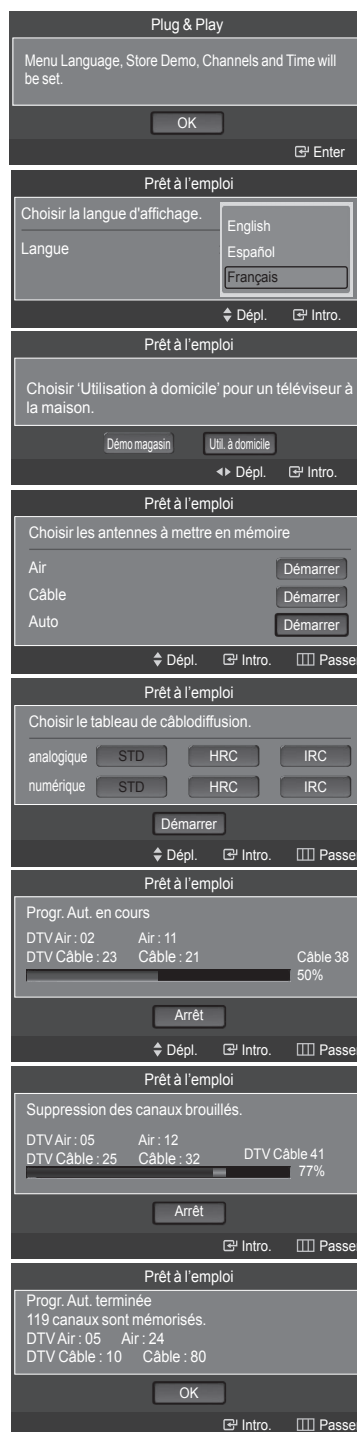 Plug & Play
Menu Language, Store Demo, Channels and Time will
be set.
OK
Enter
Prêt à l'emploi
Choisir la langue d'affichage.
Langue
English
Español
Français
Dépl. Intro.
Prêt à l'emploi
Choisir ‘Utilisation à domicile’ pour un téléviseur à
la maison.
Démo magasin Util. à domicile
Dépl. Intro.
Prêt à l'emploi
Choisir les antennes à mettre en mémoire
Air Démarrer
Câble Démarrer
Auto Démarrer
Dépl. Intro. Passer
Prêt à l'emploi
Choisir le tableau de câblodiffusion.
analogique STD HRC IRC
numérique STD HRC IRC
Démarrer
Dépl. Intro. Passer
Prêt à l'emploi
Progr. Aut. en cours
DTV Air : 02 Air : 11
DTV Câble : 23 Câble : 21 Câble 38
50%
Arrêt
Dépl. Intro. Passer
Prêt à l'emploi
Suppression des canaux brouillés.
DTV Air : 05 Air : 12
DTV Câble : 25 Câble : 32 DTV Câble 41
77%
Arrêt
Intro. Passer
Prêt à l'emploi
Progr. Aut. terminée
119 canaux sont mémorisés.
DTV Air : 05 Air : 24
DTV Câble : 10 Câble : 80
OK
Intro. Passer